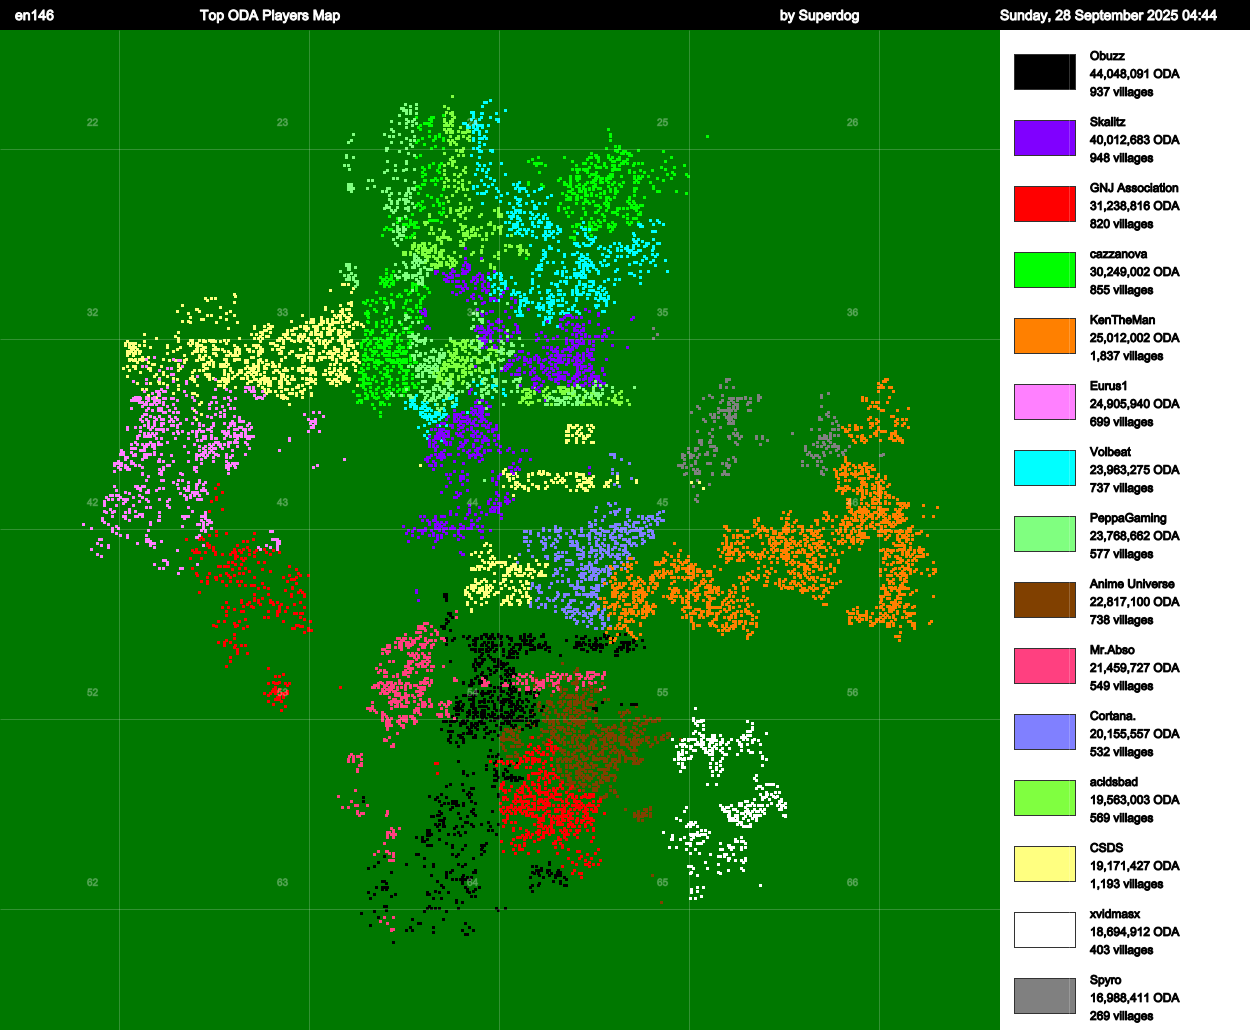 en146 Top ODA Players Map by Superdog Sunday, 28 September 2025 04:44
22 23 25 26
32 33 35 36
42 43 44 45
52 53 55 56
62 63 64 65 66
Obuzz
44,048,091 ODA
937 villages
Skalitz
40,012,683 ODA
948 villages
GNJ Association
31,238,816 ODA
820 villages
cazzanova
30,249,002 ODA
855 villages
KenTheMan
25,012,002 ODA
1,837 villages
Eurus1
24,905,940 ODA
699 villages
Volbeat
23,963,275 ODA
737 villages
PeppaGaming
23,768,662 ODA
577 villages
Anime Universe
22,817,100 ODA
738 villages
Mr.Abso
21,459,727 ODA
549 villages
Cortana.
20,155,557 ODA
532 villages
acidsbad
19,563,003 ODA
569 villages
CSDS
19,171,427 ODA
1,193 villages
xvidmasx
18,694,912 ODA
403 villages
Spyro
16,988,411 ODA
269 villages